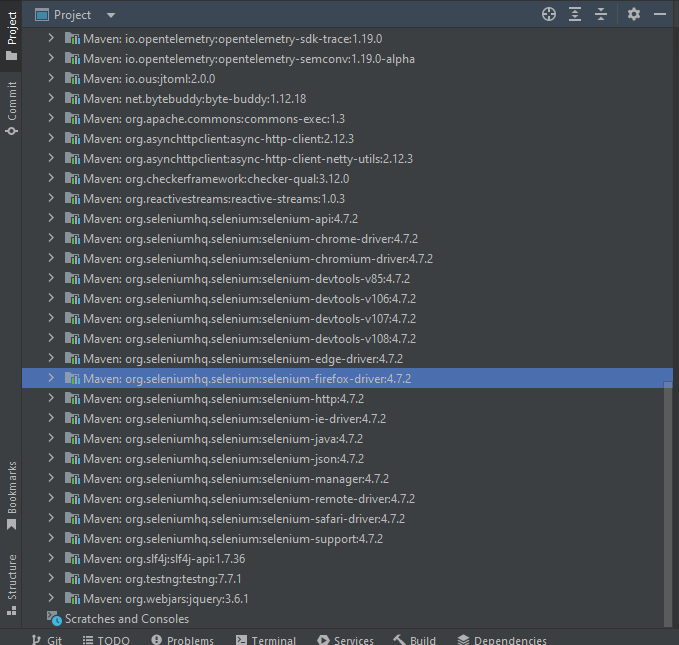 Project
Project
Commit
Maven: io.opentelemetry:opentelemetry-sdk-trace:1.19.0
Maven: io.opentelemetry:opentelemetry-semconv:1.19.0-alpha
Maven: io.ous:jtoml:2.0.0
Maven: net.bytebuddy:byte-buddy:1.12.18
Maven: org.apache.commons:commons-exec:1.3
Maven: org.asynchttpclient:async-http-client:2.12.3
Maven: org.asynchttpclient:async-http-client-netty-utils:2.12.3
Maven: org.checkerframework:checker-qual:3.12.0
Maven: org.reactivestreams:reactive-streams:1.0.3
Maven: org.seleniumhq.selenium:selenium-api:4.7.2
Maven: org.seleniumhq.selenium:selenium-chrome-driver:4.7.2
Maven: org.seleniumhq.selenium:selenium-chromium-driver:4.7.2
Maven: org.seleniumhq.selenium:selenium-devtools-v85:4.7.2
Maven: org.seleniumhq.selenium:selenium-devtools-v106:4.7.2
Maven: org.seleniumhq.selenium:selenium-devtools-v107:4.7.2
Maven: org.seleniumhq.selenium:selenium-devtools-v108:4.7.2
Maven: org.seleniumhq.selenium:selenium-edge-driver:4.7.2
Maven: org.seleniumhq.selenium:selenium-firefox-driver:4.7.2
Maven: org.seleniumhq.selenium:selenium-http:4.7.2
Maven: org.seleniumhq.selenium:selenium-ie-driver:4.7.2
Maven: org.seleniumhq.selenium:selenium-java:4.7.2
Maven: org.seleniumhq.selenium:selenium-json:4.7.2
Maven: org.seleniumhq.selenium:selenium-manager:4.7.2
Maven: org.seleniumhq.selenium:selenium-remote-driver:4.7.2
Maven: org.seleniumhq.selenium:selenium-safari-driver:4.7.2
Maven: org.seleniumhq.selenium:selenium-support:4.7.2
Maven: org.slf4j:slf4j-api:1.7.36
Maven: org.testng:testng:7.7.1
Maven: org.webjars:jquery:3.6.1
Scratches and Consoles
Bookmarks
Structure
Git TODO Problems Terminal Services Build Dependencies